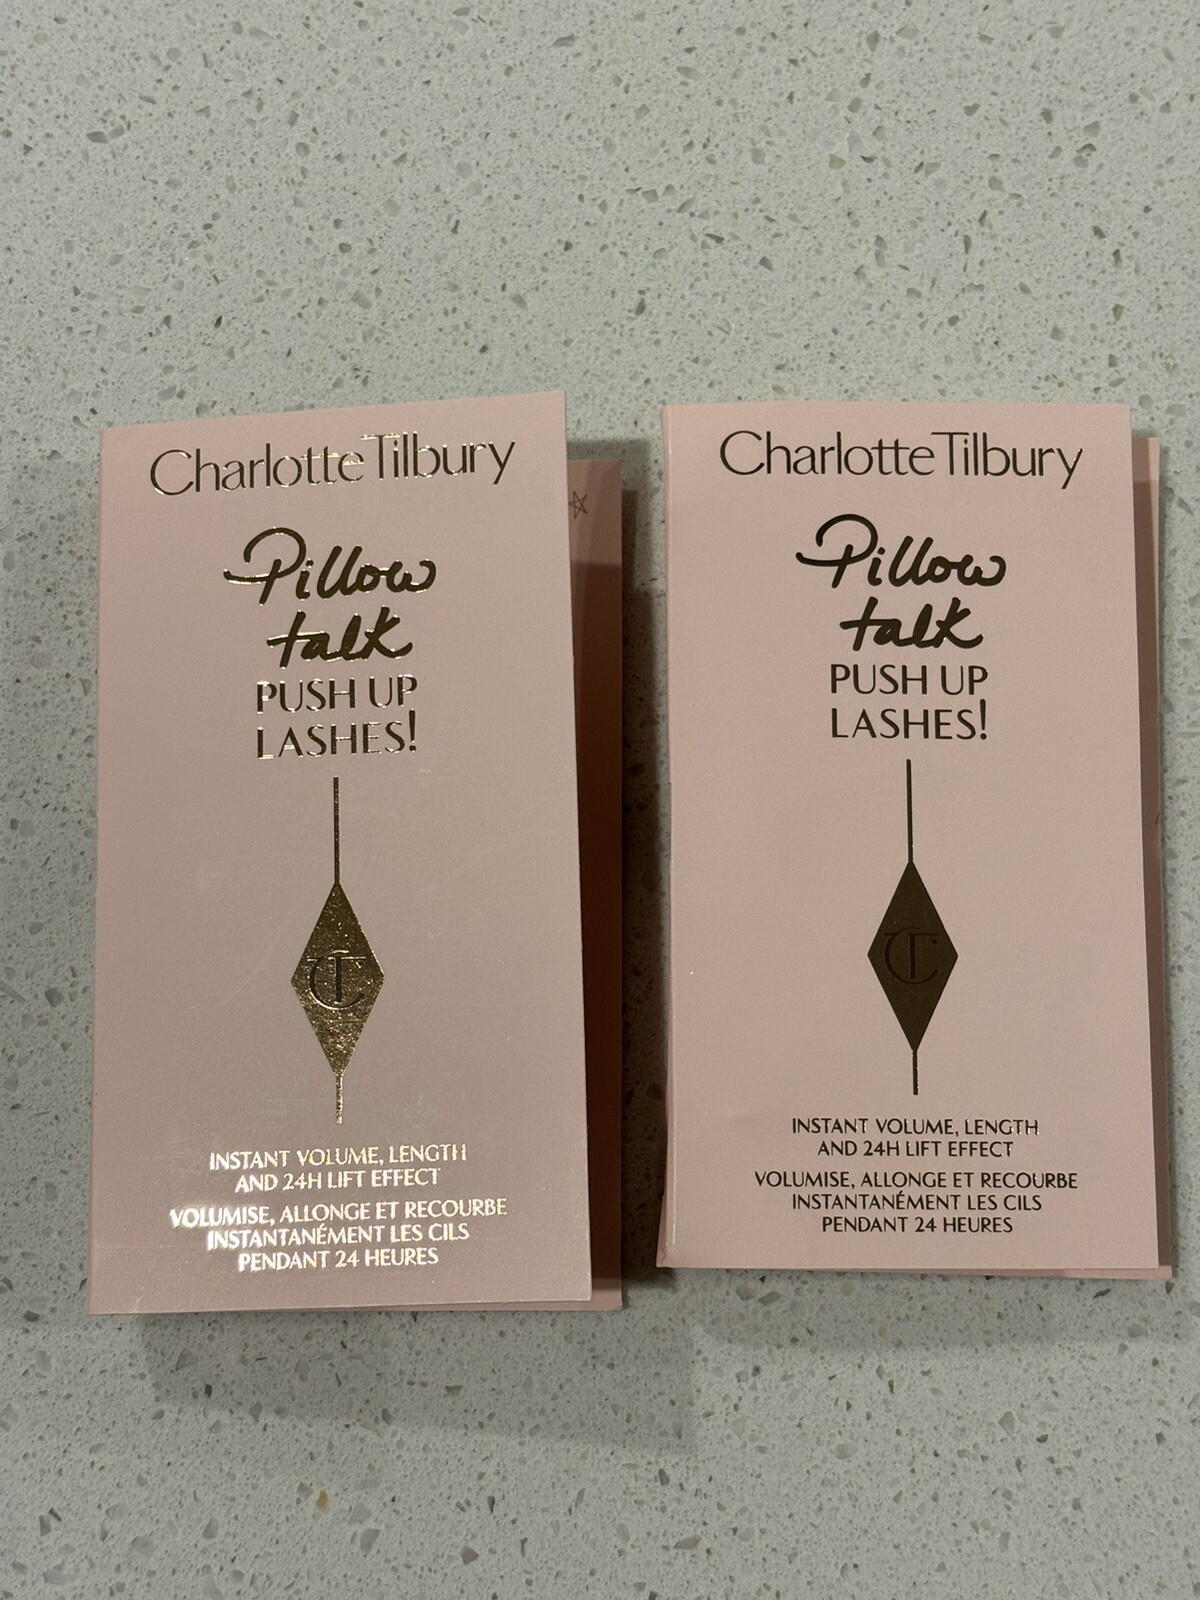 Charlotte Tilbury
Pillow
talk
PUSH UP
LASHES!
CT
INSTANT VOLUME, LENGTH
AND 24H LIFT EFFECT
VOLUMISE, ALLONGE ET RECOURBE
INSTANTANÉMENT LES CILS
PENDANT 24 HEURES
Charlotte Tilbury
Pillow
talk
PUSH UP
LASHES!
CT
INSTANT VOLUME, LENGTH
AND 24H LIFT EFFECT
VOLUMISE, ALLONGE ET RECOURBE
INSTANTANÉMENT LES CILS
PENDANT 24 HEURES